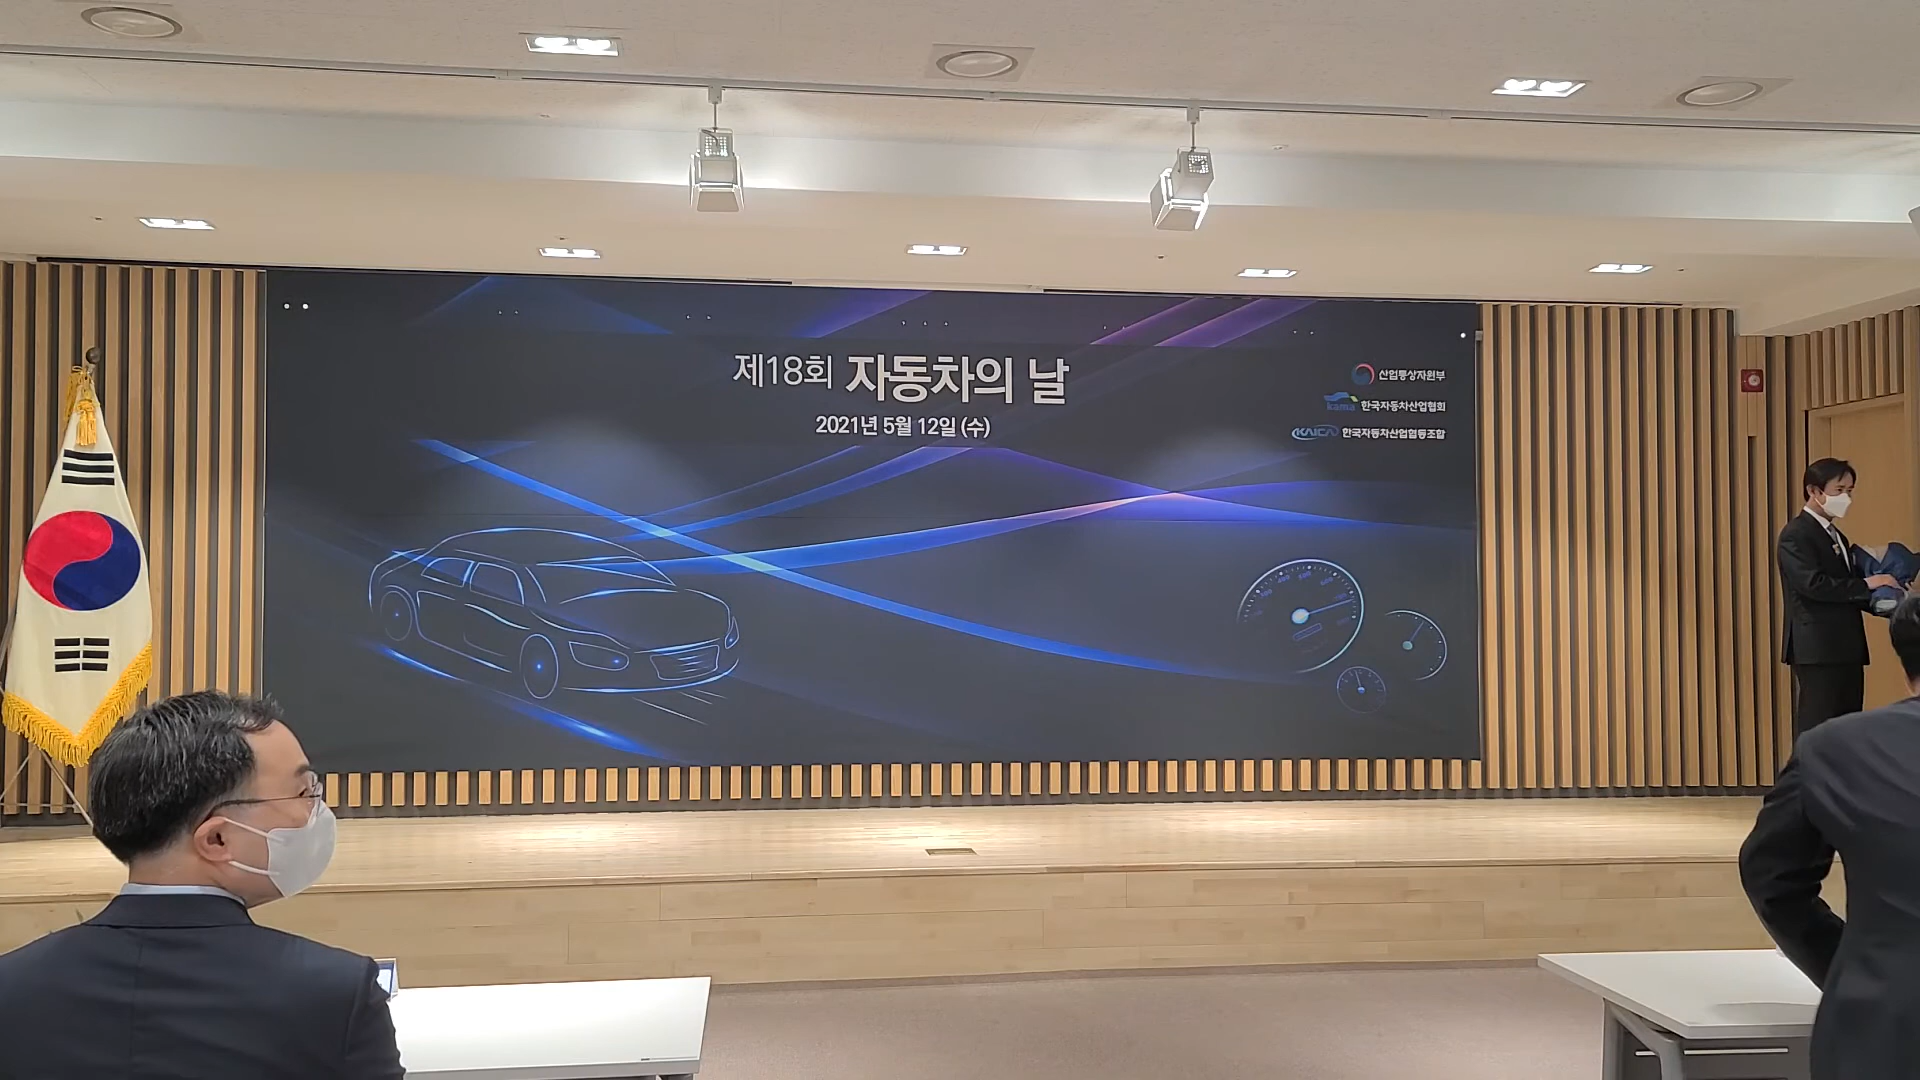 제18회 자동차의 날
2021년 5월 12일 (수)
산업통상자원부
kama 한국자동차산업협회
KAICA 한국자동차산업협동조합